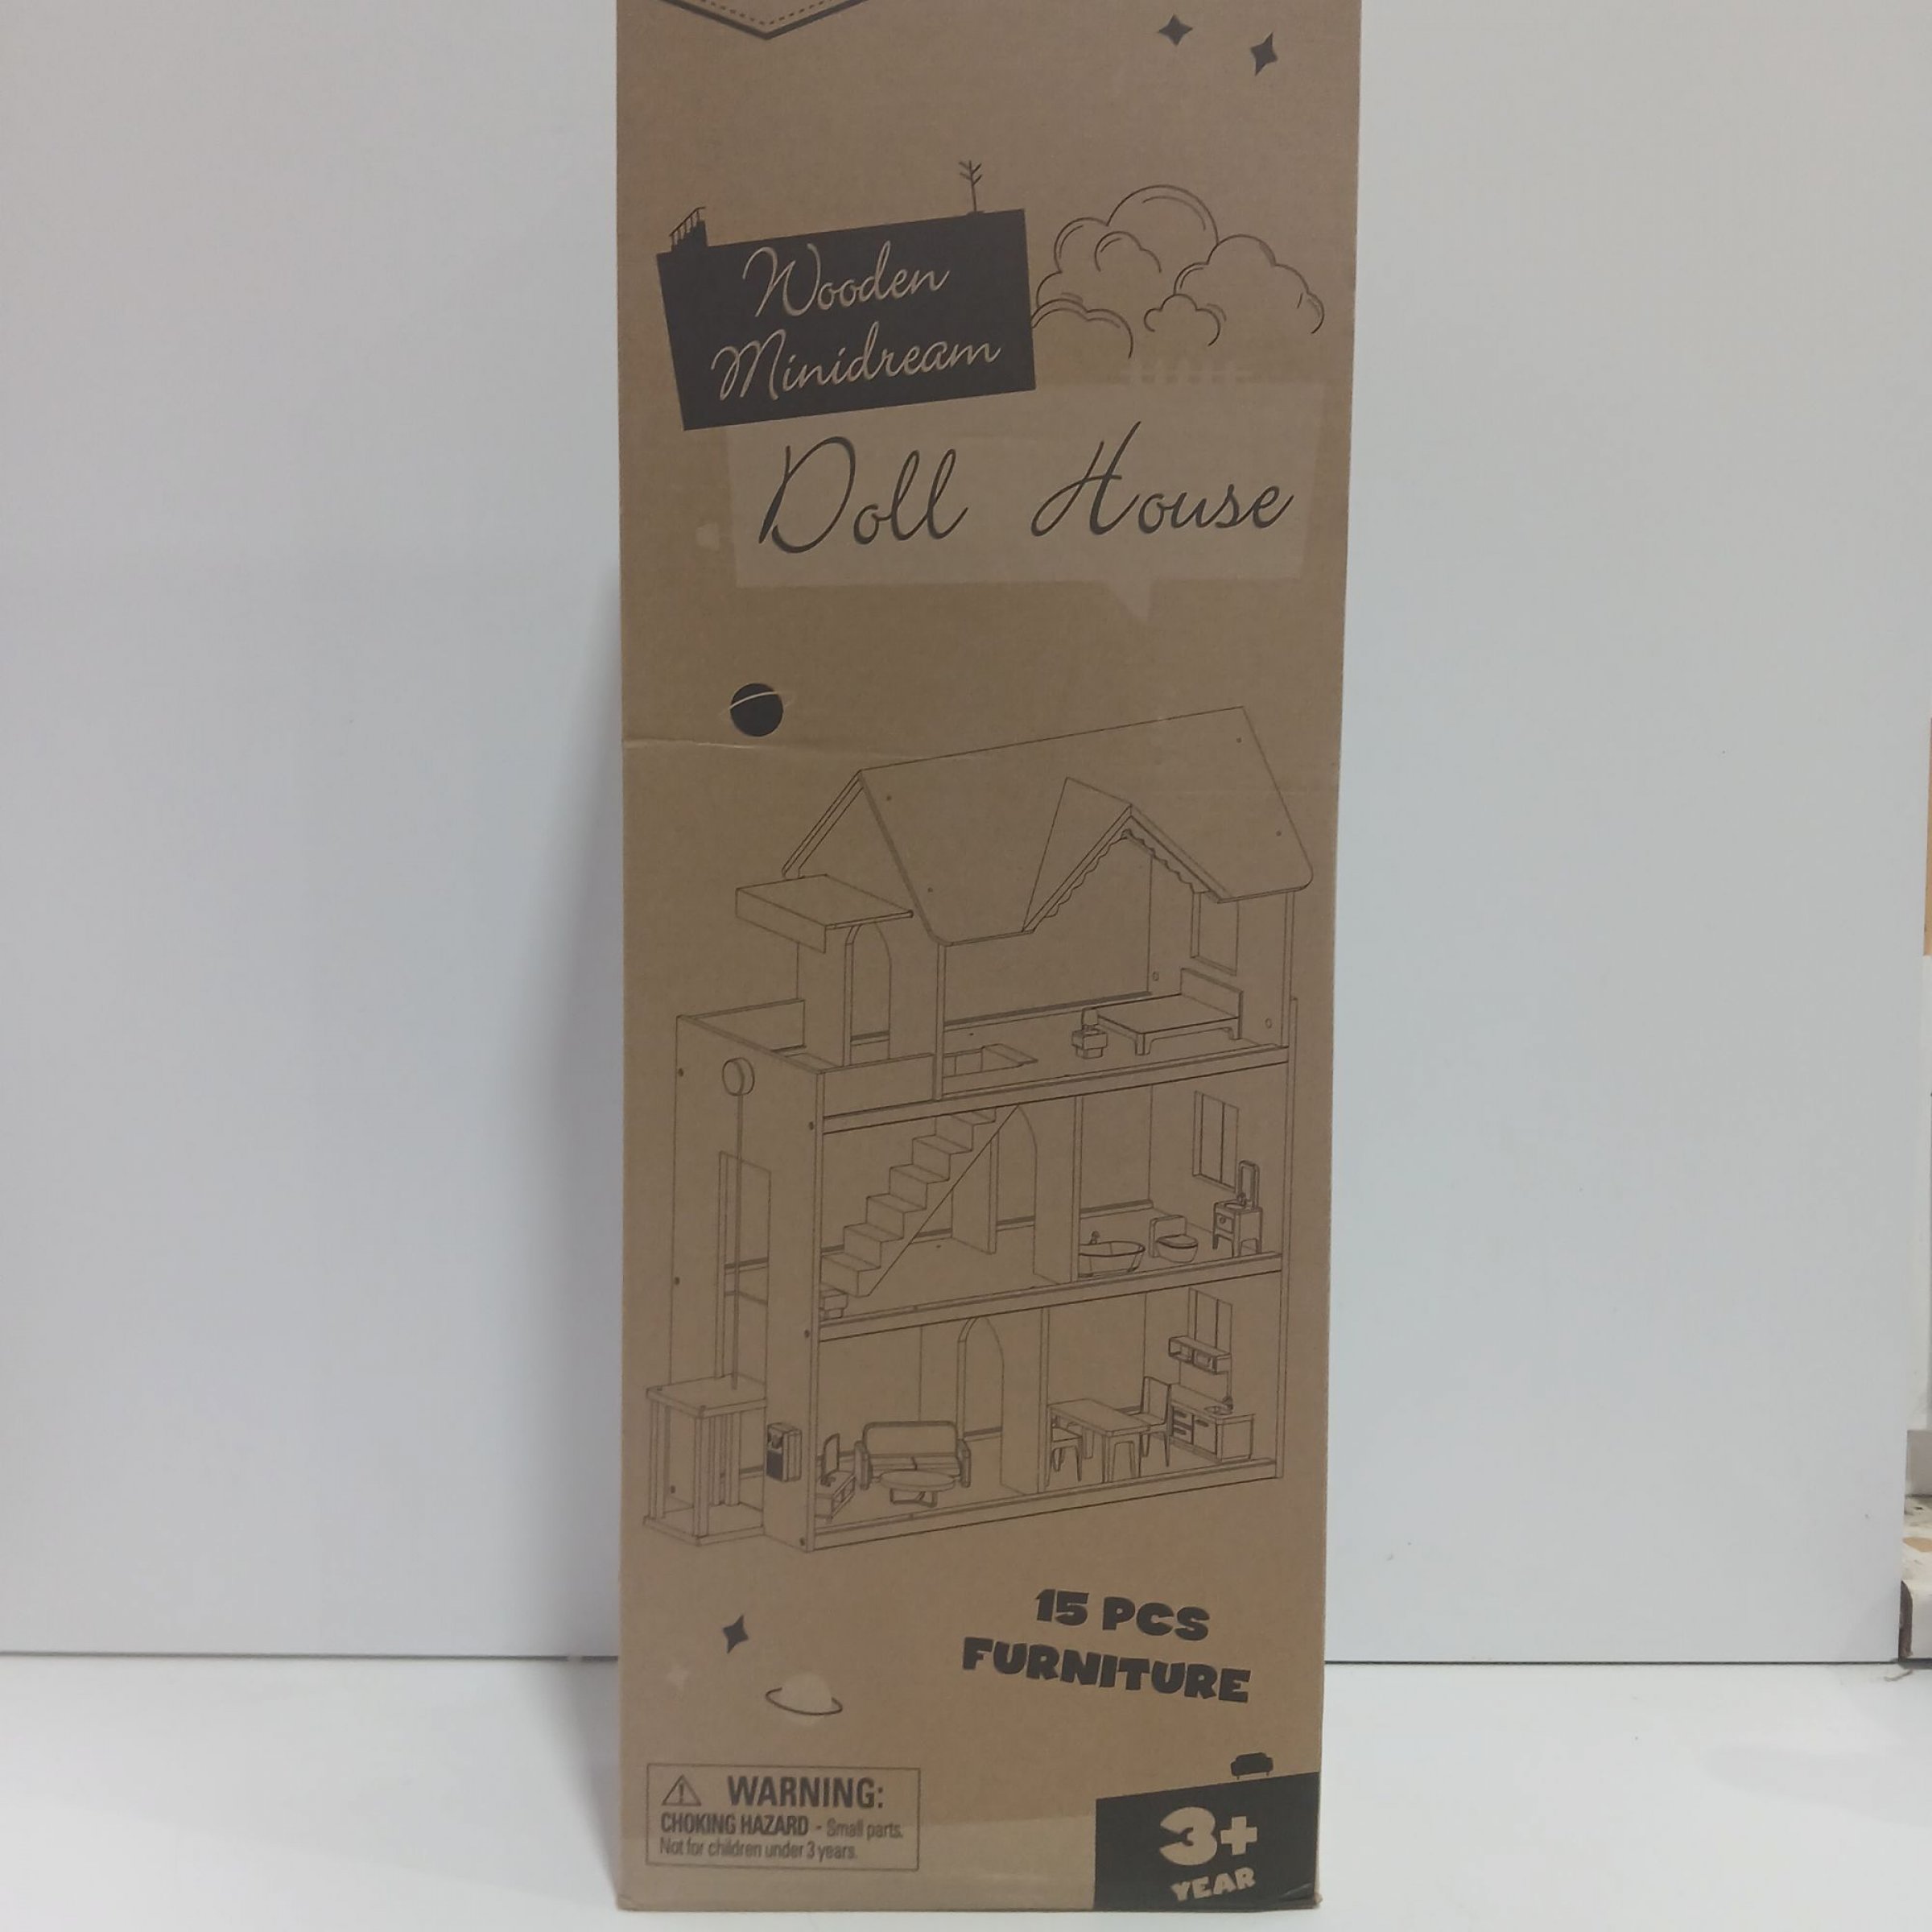 Wooden
Minidream
Doll House
15 PCS
FURNITURE
WARNING:
CHOKING HAZARD - Small parts.
Not for children under 3 years.
3+
YEAR